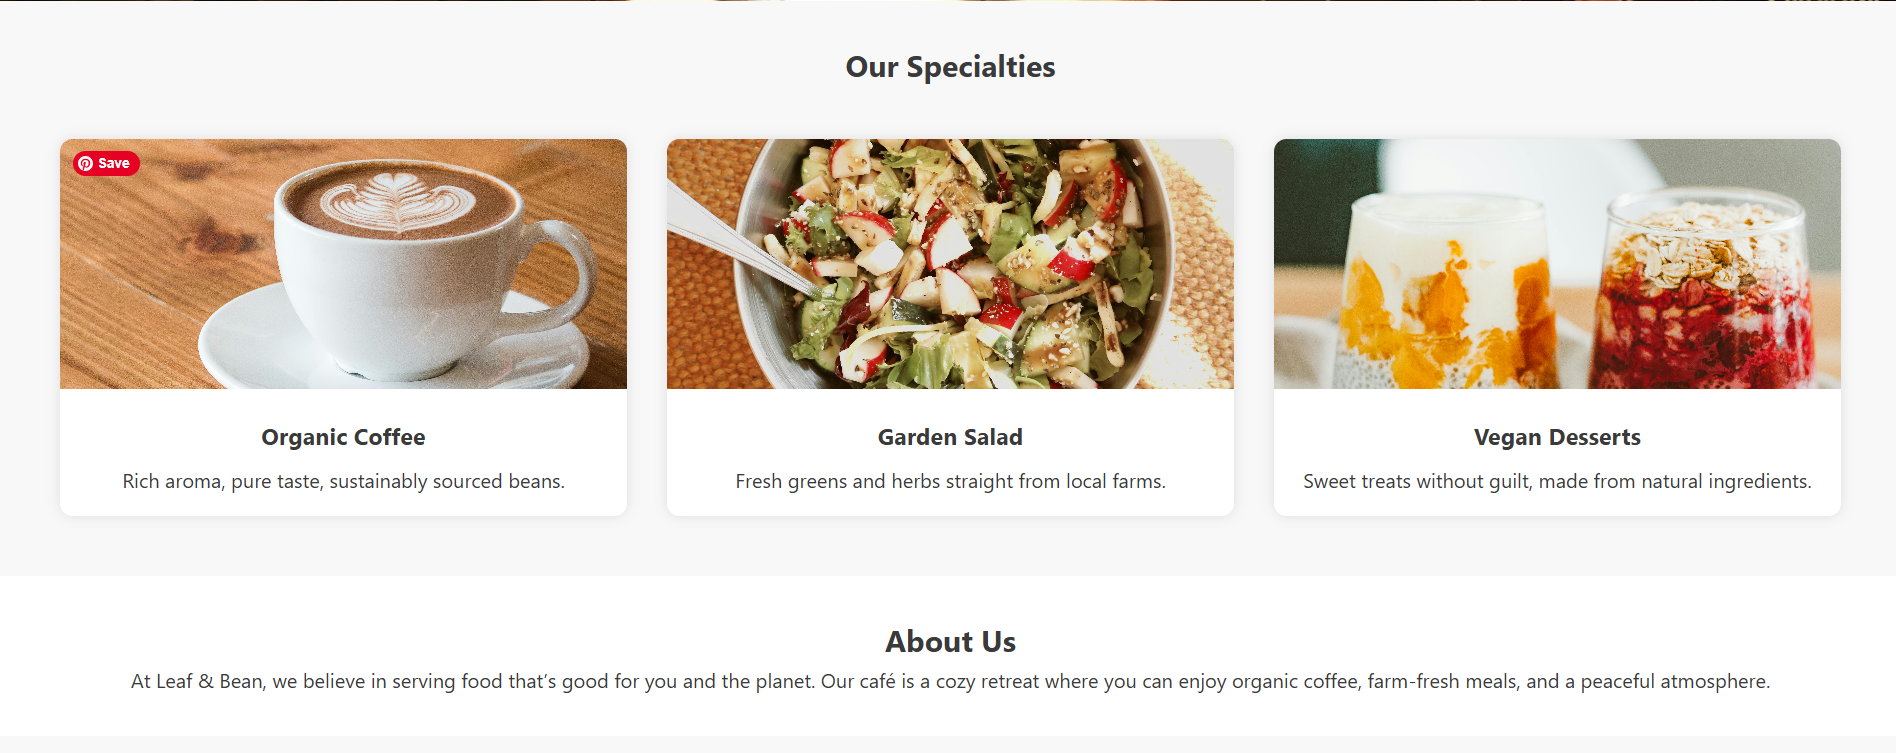 Our Specialties
Save
Organic Coffee
Rich aroma, pure taste, sustainably sourced beans.
Garden Salad
Fresh greens and herbs straight from local farms.
Vegan Desserts
Sweet treats without guilt, made from natural ingredients.
About Us
At Leaf & Bean, we believe in serving food that’s good for you and the planet. Our café is a cozy retreat where you can enjoy organic coffee, farm-fresh meals, and a peaceful atmosphere.